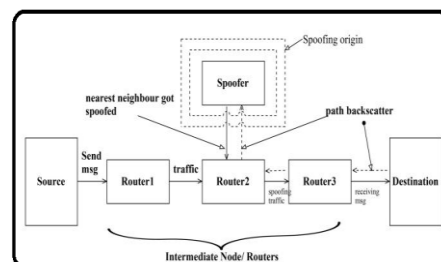 Spoofing origin
Spoofer
nearest neighbour got
spoofed
path backscatter
Send
msg
traffic
Source
Router1
Router2
Router3
Destination
spoofing
traffic
receiving
msg
Intermediate Node/ Routers